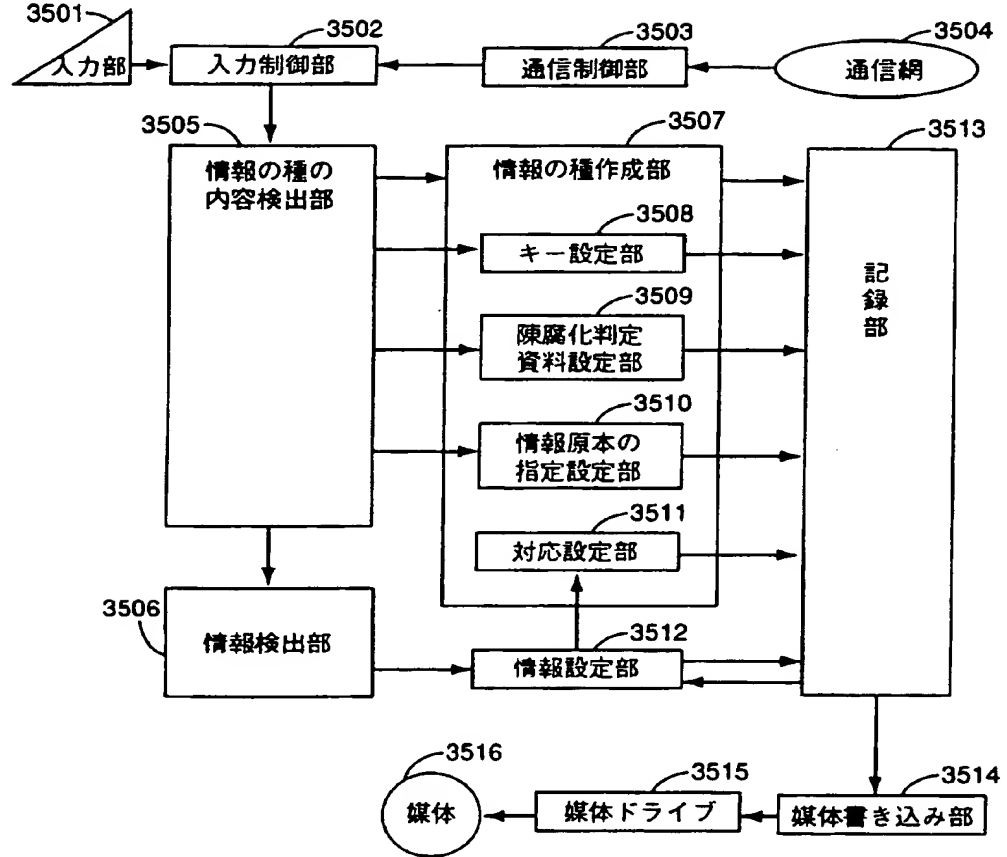 3501
入力部
3502
入力制御部
3503
通信制御部
3504
通信網
3505
情報の種の
内容検出部
3507
情報の種作成部
3508
キー設定部
3509
陳腐化判定
資料設定部
3510
情報原本の
指定設定部
3511
対応設定部
3513
記
録
部
3506
情報検出部
3512
情報設定部
3516
媒体
3515
媒体ドライブ
3514
媒体書き込み部